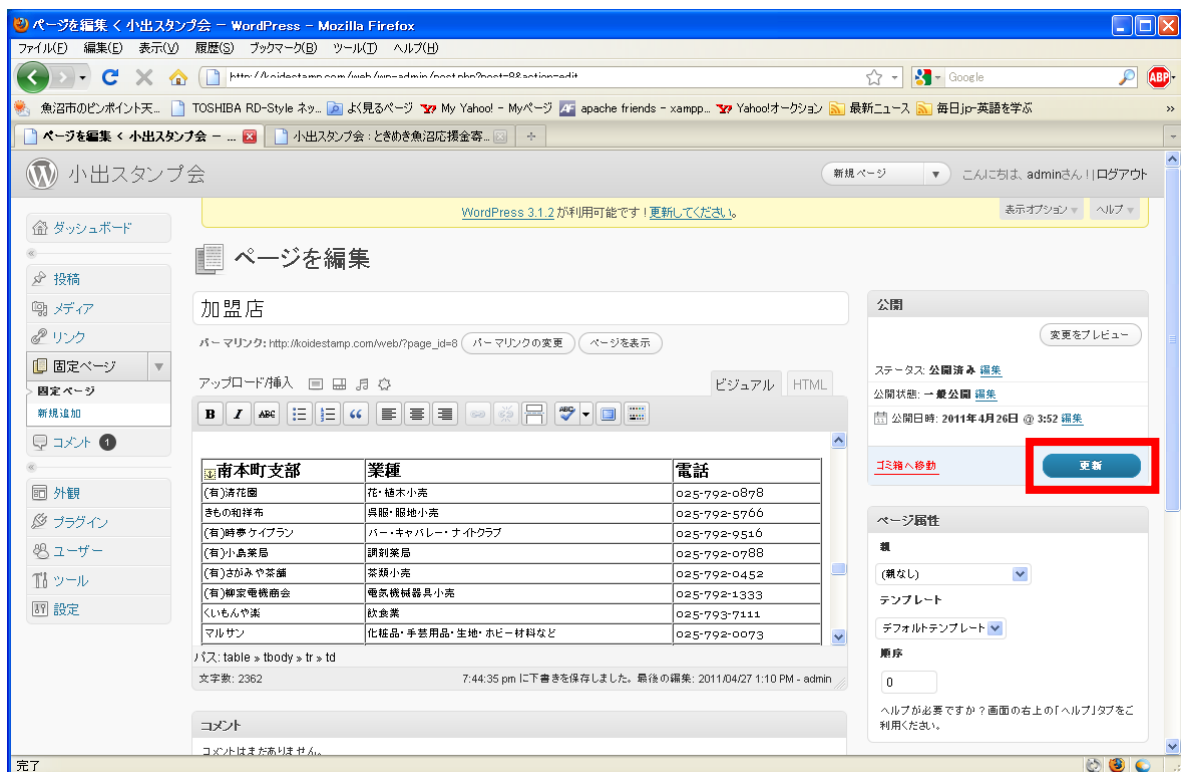 ページを編集 < 小出スタンプ会 — WordPress - Mozilla Firefox
ファイル(F) 編集(E) 表示(V) 履歴(S) ブックマーク(B) ツール(T) ヘルプ(H)
http://koidestamp.com/web/wp-admin/post.php?post=8&action=edit
Google
ABP
魚沼市のピンポイント天... TOSHIBA RD-Style ネッ... よく見るページ My Yahoo! - Myページ apache friends - xampp... Yahoo!オークション 最新ニュース 毎日jp-英語を学ぶ »
ページを編集 < 小出スタンプ会 — ... 小出スタンプ会 : ときめき魚沼応援金寄...
小出スタンプ会
新規ページ
こんにちは、adminさん ! | ログアウト
WordPress 3.1.2 が利用可能です ! 更新してください。
表示オプション ヘルプ
ダッシュボード
投稿
メディア
リンク
固定ページ
固定ページ
新規追加
コメント 1
外観
プラグイン
ユーザー
ツール
設定
ページを編集
加盟店
パーマリンク: http://koidestamp.com/web/?page_id=8 パーマリンクの変更 ページを表示
アップロード/挿入
ビジュアル HTML
B I ABC
南本町支部 業種 電話
(有)済花園 花・植木小売 025-792-0878
きもの和祥布 呉服・服地小売 025-792-5766
(有)時夢ケイプラン バー・キャバレー・ナイトクラブ 025-792-9516
(有)小島薬局 調剤薬局 025-792-0788
(有)さがみや茶舗 茶類小売 025-792-0452
(有)柳家電機商会 電気機械器具小売 025-792-1333
くいもんや楽 飲食業 025-793-7111
マルサン 化粧品・手芸用品・生地・ホビー材料など 025-792-0073
パス: table » tbody » tr » td
文字数: 2362
7:44:35 pm に下書きを保存しました。最後の編集: 2011/04/27 1:10 PM - admin
コメント
コメントはまだありません。
公開
変更をプレビュー
ステータス: 公開済み 編集
公開状態: 一般公開 編集
公開日時: 2011年4月26日 @ 3:52 編集
ゴミ箱へ移動
更新
ページ属性
親
(親なし)
テンプレート
デフォルトテンプレート
順序
0
ヘルプが必要ですか ? 画面の右上の「ヘルプ」タブをご
利用ください。
完了